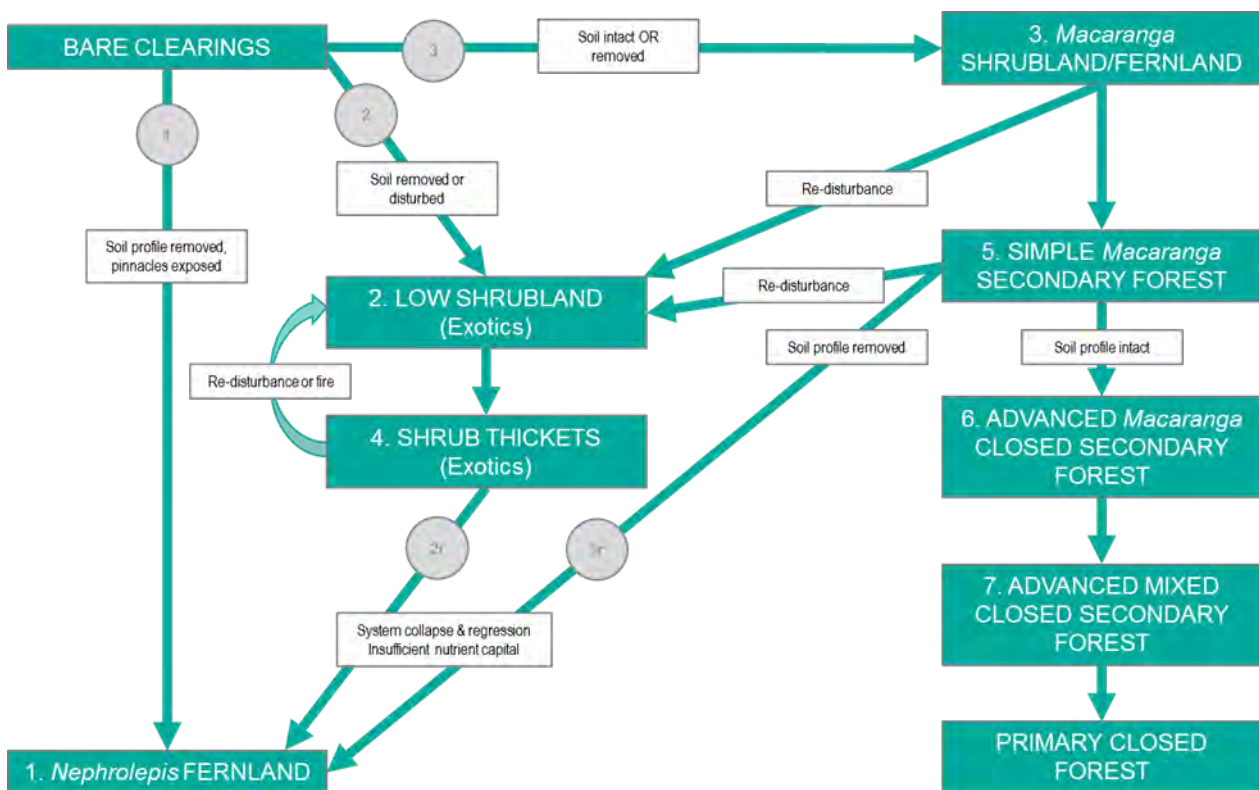 BARE CLEARINGS
3
Soil intact OR
removed
3. Macaranga
SHRUBLAND/FERNLAND
1
2
Soil removed or
disturbed
Re-disturbance
Soil profile removed,
pinnacles exposed
5. SIMPLE Macaranga
SECONDARY FOREST
Re-disturbance
2. LOW SHRUBLAND
(Exotics)
Soil profile removed
Soil profile intact
Re-disturbance or fire
4. SHRUB THICKETS
(Exotics)
6. ADVANCED Macaranga
CLOSED SECONDARY
FOREST
2r
3r
7. ADVANCED MIXED
CLOSED SECONDARY
FOREST
System collapse & regression
Insufficient nutrient capital
PRIMARY CLOSED
FOREST
1. Nephrolepis FERNLAND